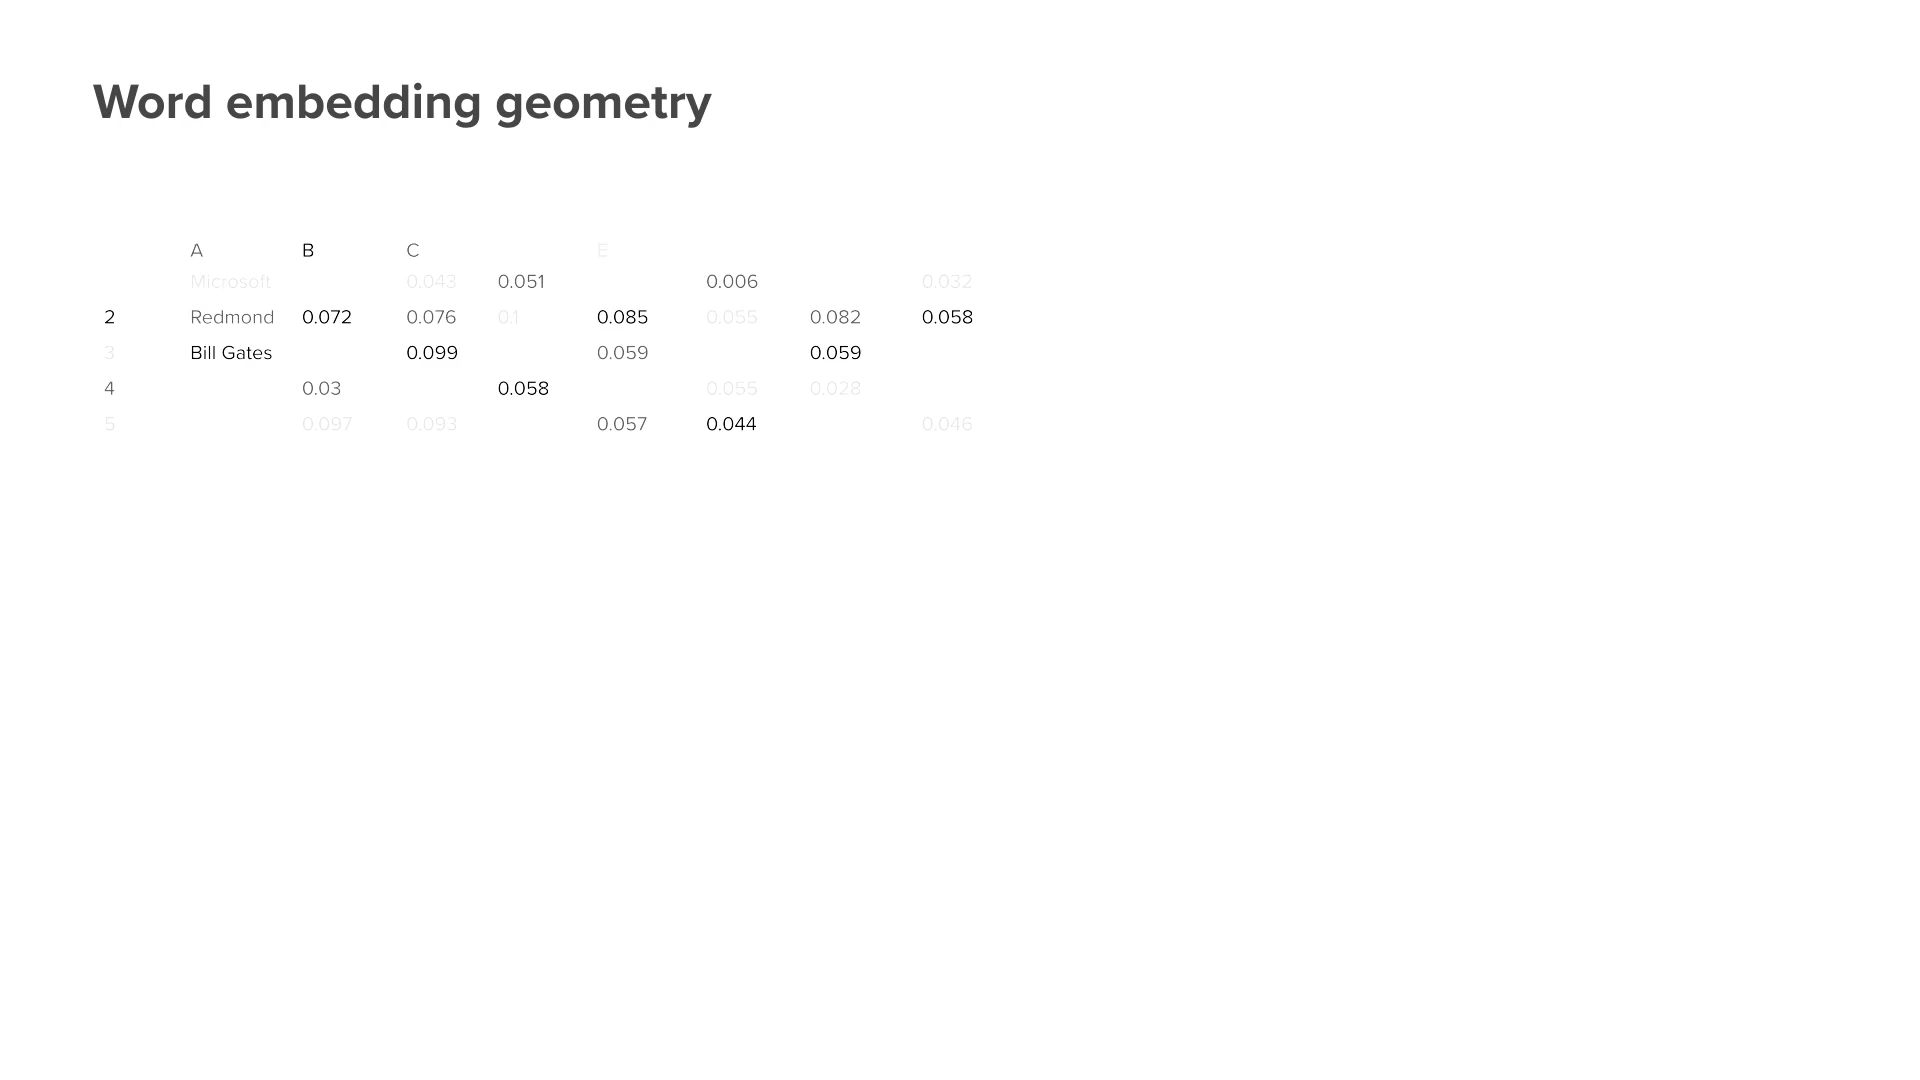 Word embedding geometry
A B C E
Microsoft 0.043 0.051 0.006 0.032
2 Redmond 0.072 0.076 0.1 0.085 0.055 0.082 0.058
3 Bill Gates 0.099 0.059 0.059
4 0.03 0.058 0.055 0.028
5 0.097 0.093 0.057 0.044 0.046